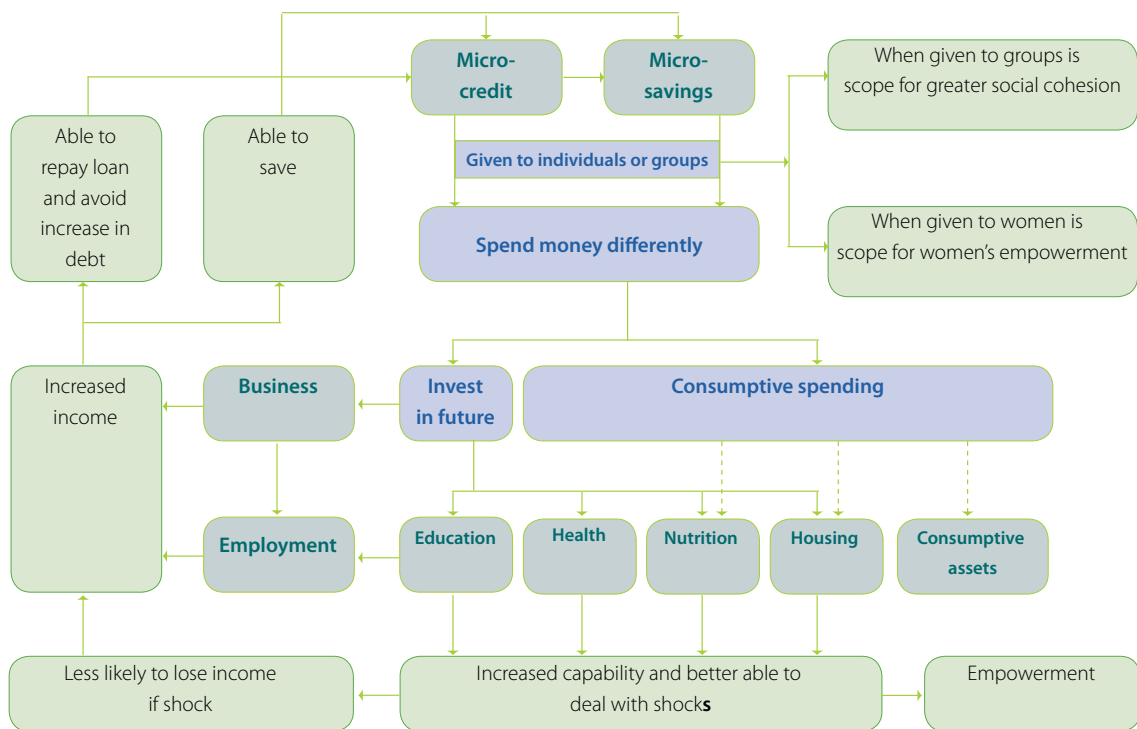 Micro-
credit
Micro-
savings
When given to groups is
scope for greater social cohesion
Able to
repay loan
and avoid
increase in
debt
Able to
save
Given to individuals or groups
When given to women is
scope for women's empowerment
Spend money differently
Increased
income
Business
Invest
in future
Consumptive spending
Employment
Education
Health
Nutrition
Housing
Consumptive
assets
Less likely to lose income
if shock
Increased capability and better able to
deal with shocks
Empowerment